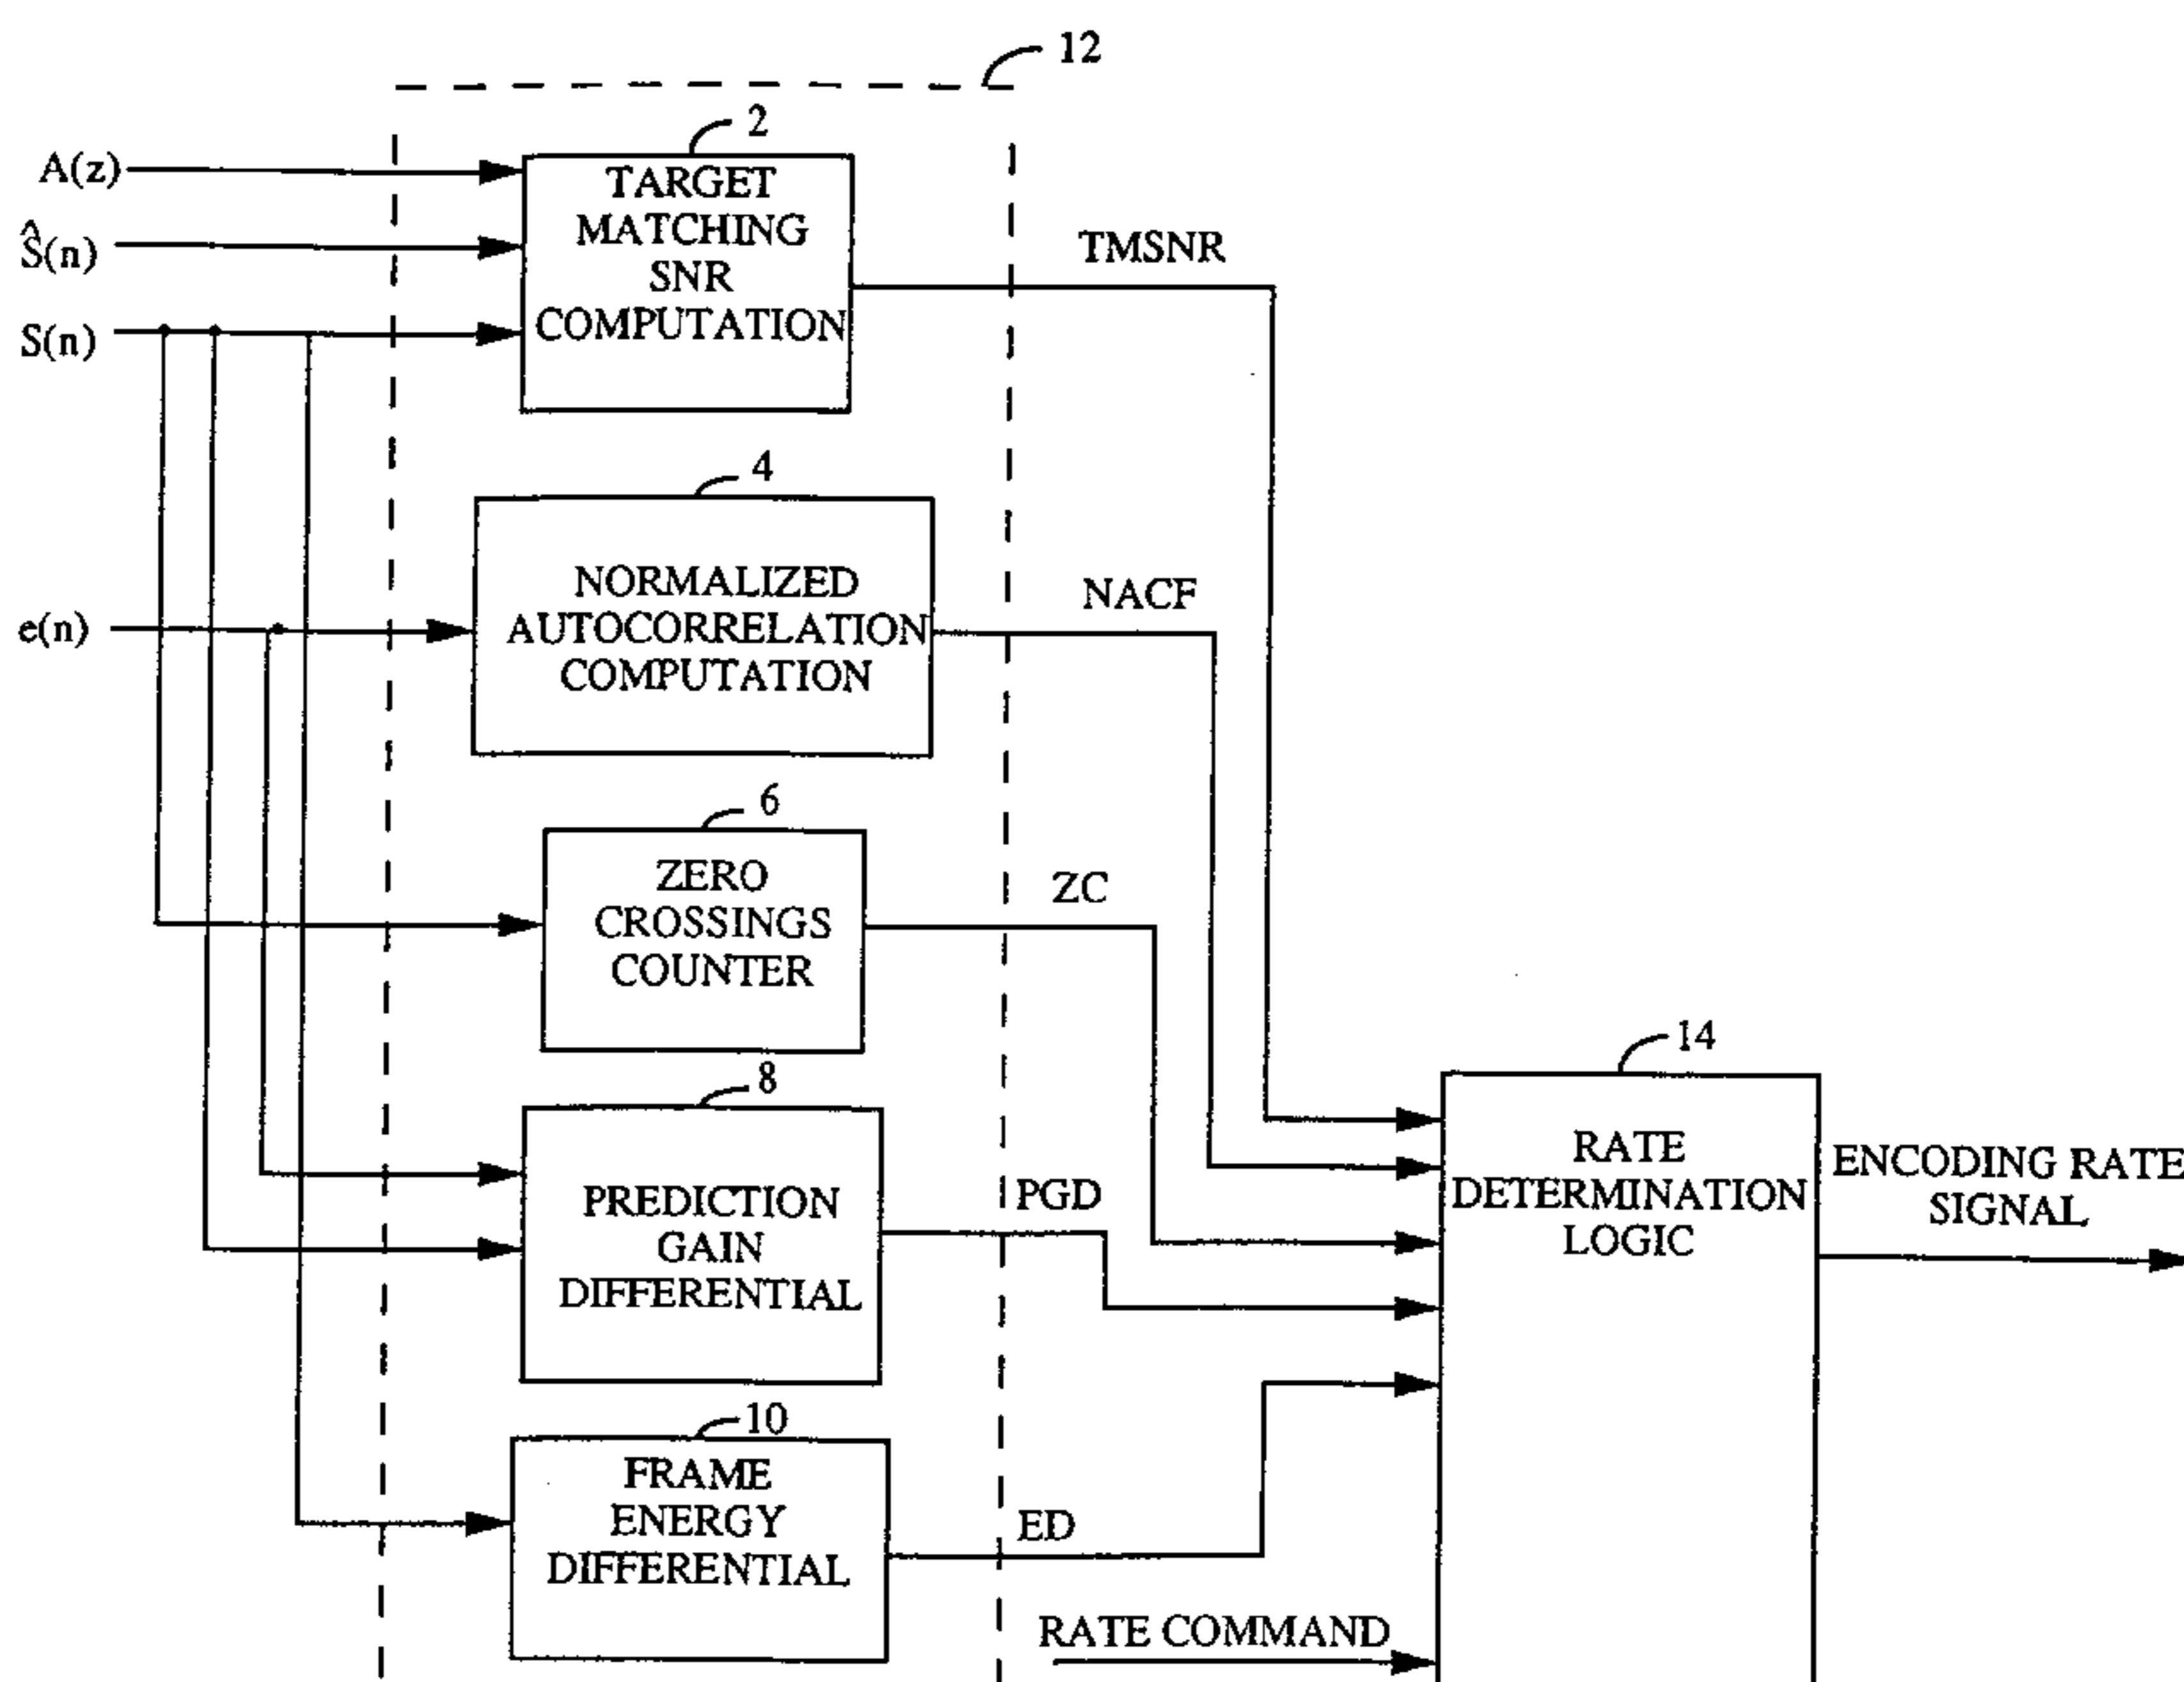 12
2
A(z)
Ŝ(n)
S(n)
TARGET
MATCHING
SNR
COMPUTATION
TMSNR
4
e(n)
NORMALIZED
AUTOCORRELATION
COMPUTATION
NACF
6
ZERO
CROSSINGS
COUNTER
ZC
8
PREDICTION
GAIN
DIFFERENTIAL
PGD
14
RATE
DETERMINATION
LOGIC
ENCODING RATE
SIGNAL
10
FRAME
ENERGY
DIFFERENTIAL
ED
RATE COMMAND